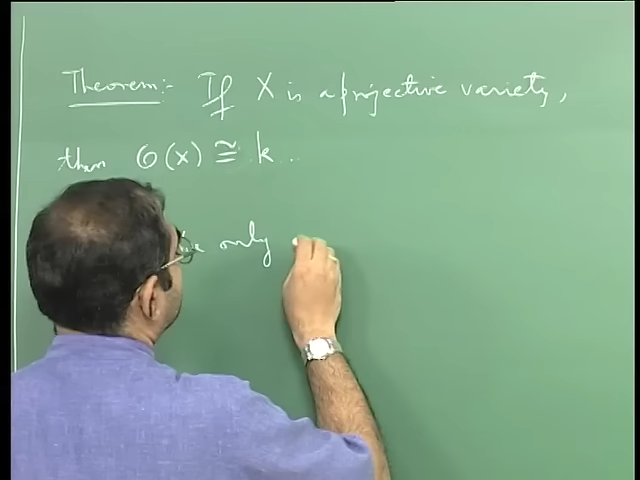 Theorem:- If X is a projective variety,
then O(X) ≅ k .
only